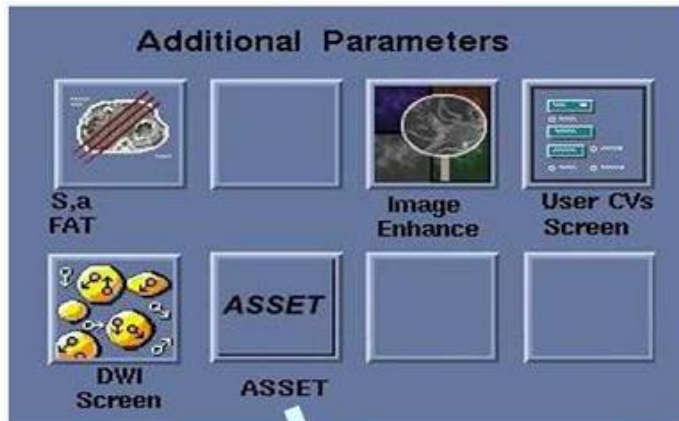 Additional Parameters
S,a
FAT
Image
Enhance
User CVs
Screen
ASSET
DWI
Screen
ASSET